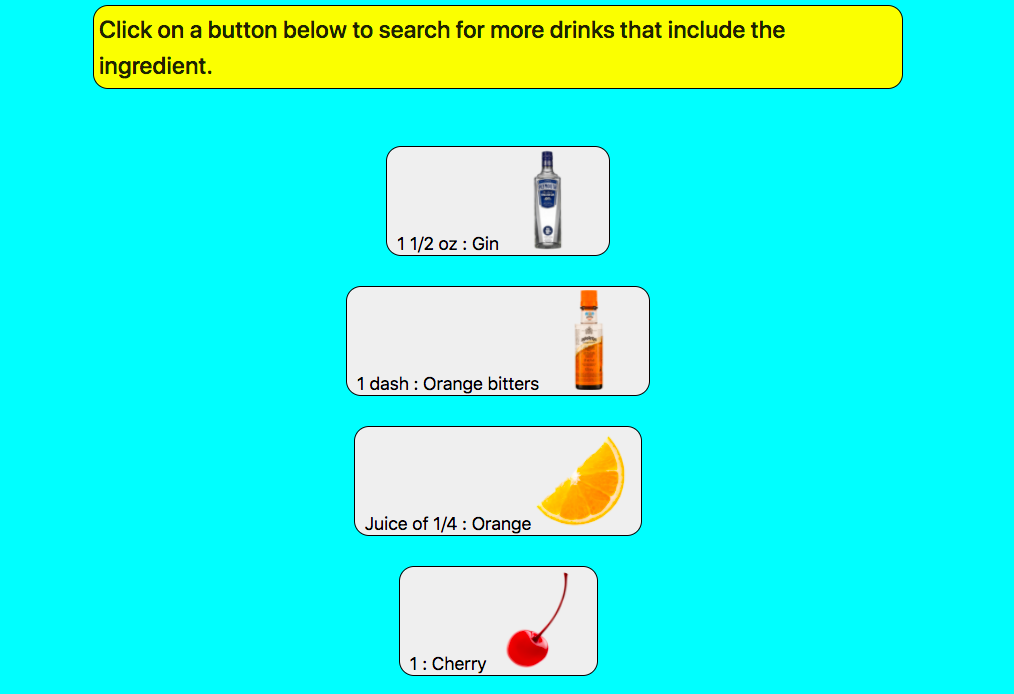 Click on a button below to search for more drinks that include the
ingredient.
1 1/2 oz : Gin
1 dash : Orange bitters
Juice of 1/4 : Orange
1 : Cherry